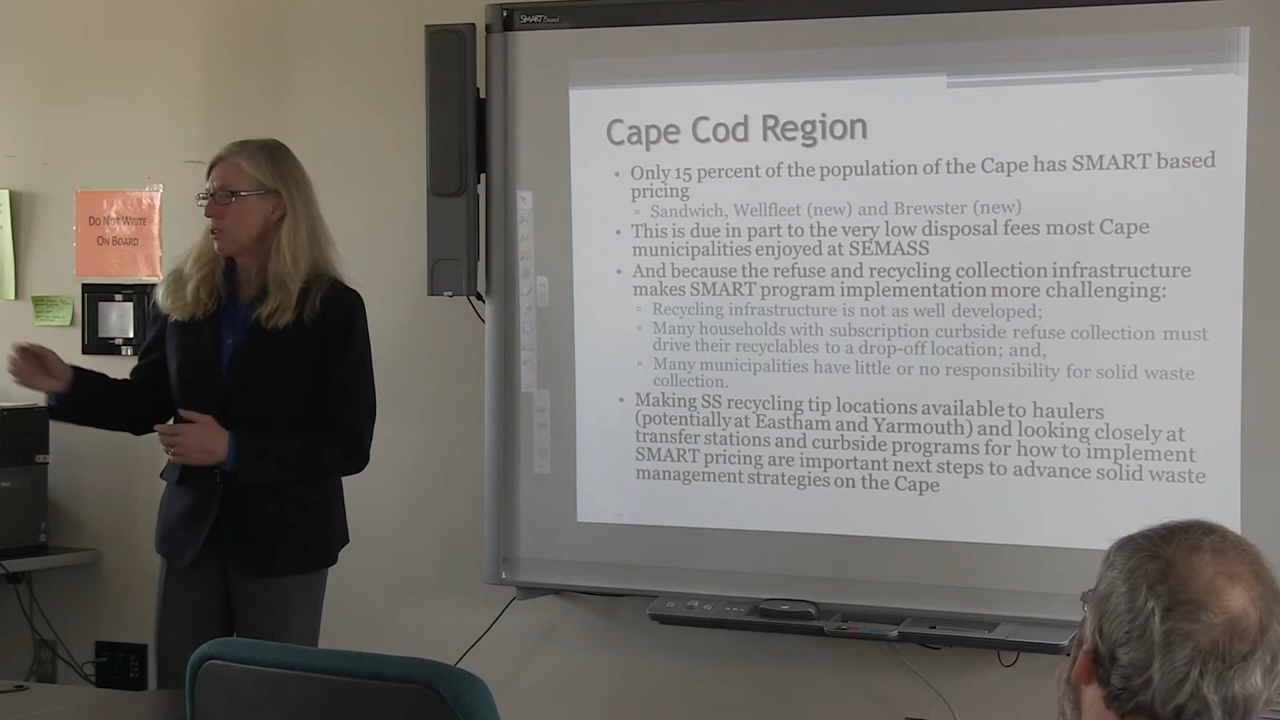 SMART Board
Cape Cod Region
• Only 15 percent of the population of the Cape has SMART based
pricing
▫ Sandwich, Wellfleet (new) and Brewster (new)
• This is due in part to the very low disposal fees most Cape
municipalities enjoyed at SEMASS
• And because the refuse and recycling collection infrastructure
makes SMART program implementation more challenging:
▫ Recycling infrastructure is not as well developed;
▫ Many households with subscription curbside refuse collection must
drive their recyclables to a drop-off location; and,
▫ Many municipalities have little or no responsibility for solid waste
collection.
• Making SS recycling tip locations available to haulers
(potentially at Eastham and Yarmouth) and looking closely at
transfer stations and curbside programs for how to implement
SMART pricing are important next steps to advance solid waste
management strategies on the Cape
DO NOT WRITE
ON BOARD